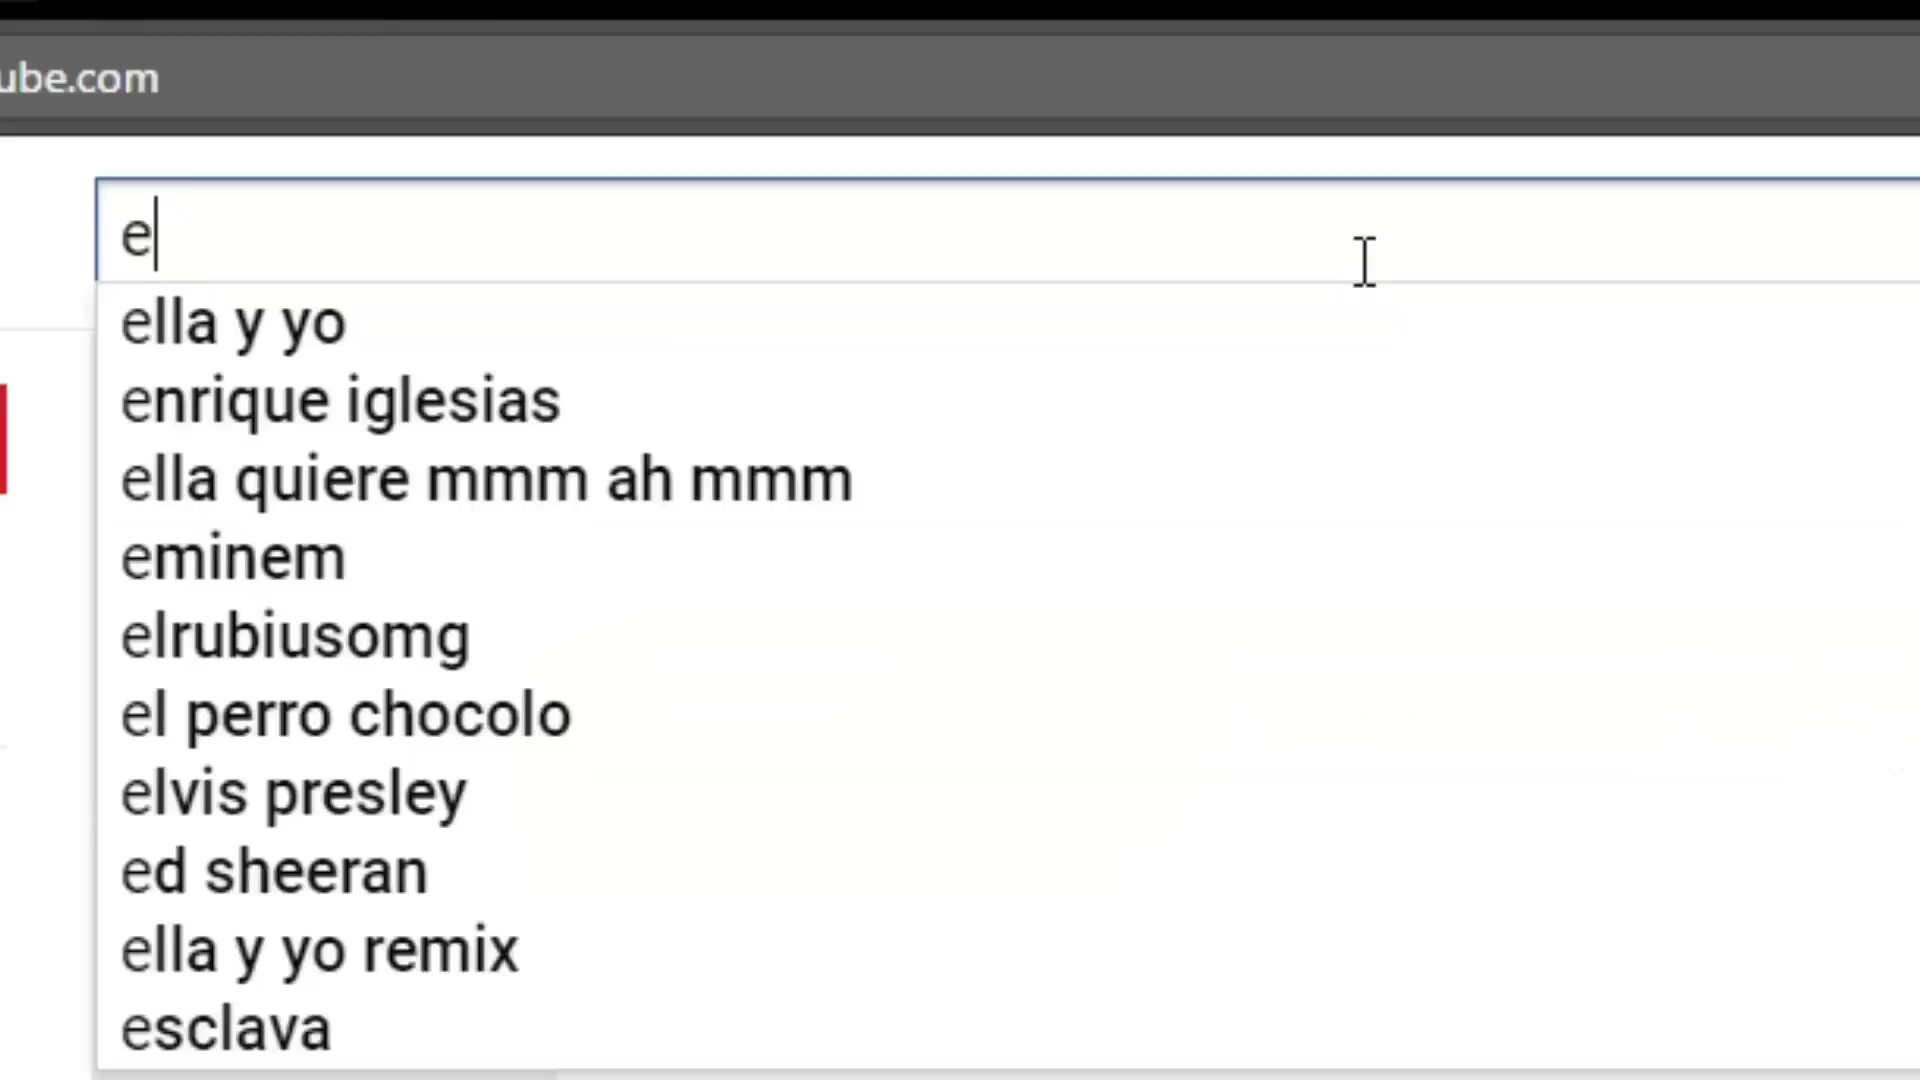 ube.com
e
ella y yo
enrique iglesias
ella quiere mmm ah mmm
eminem
elrubiusomg
el perro chocolo
elvis presley
ed sheeran
ella y yo remix
esclava